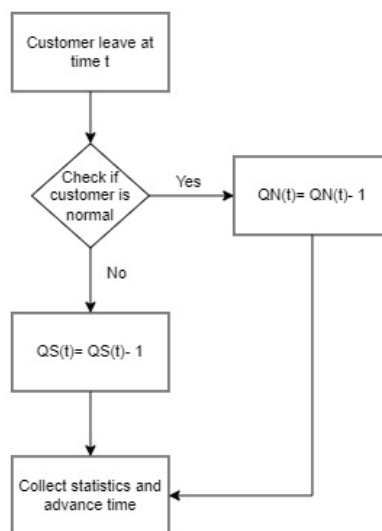 Customer leave at
time t
Check if
customer is
normal
Yes
QN(t)= QN(t)- 1
No
QS(t)= QS(t)- 1
Collect statistics and
advance time